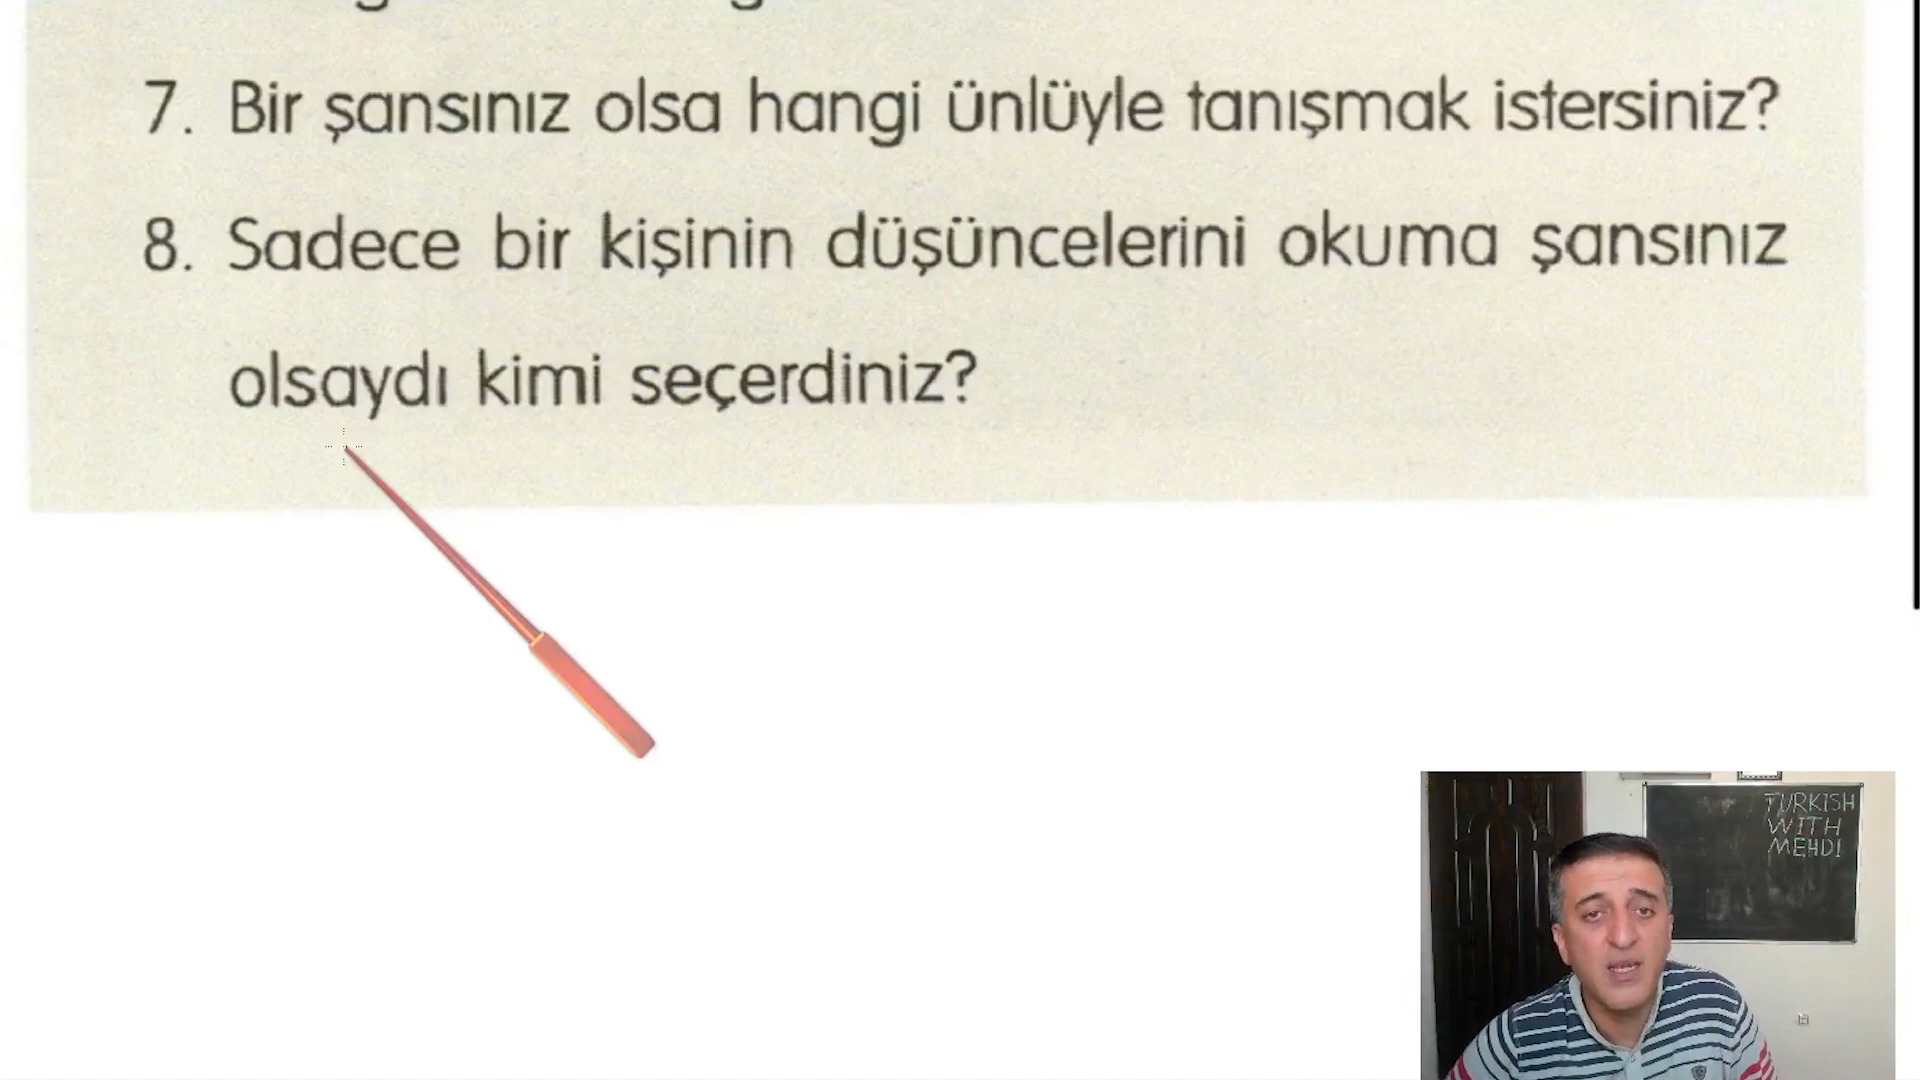 7. Bir şansınız olsa hangi ünlüyle tanışmak istersiniz?
8. Sadece bir kişinin düşüncelerini okuma şansınız
olsaydı kimi seçerdiniz?
TURKISH
WITH
MEHDI